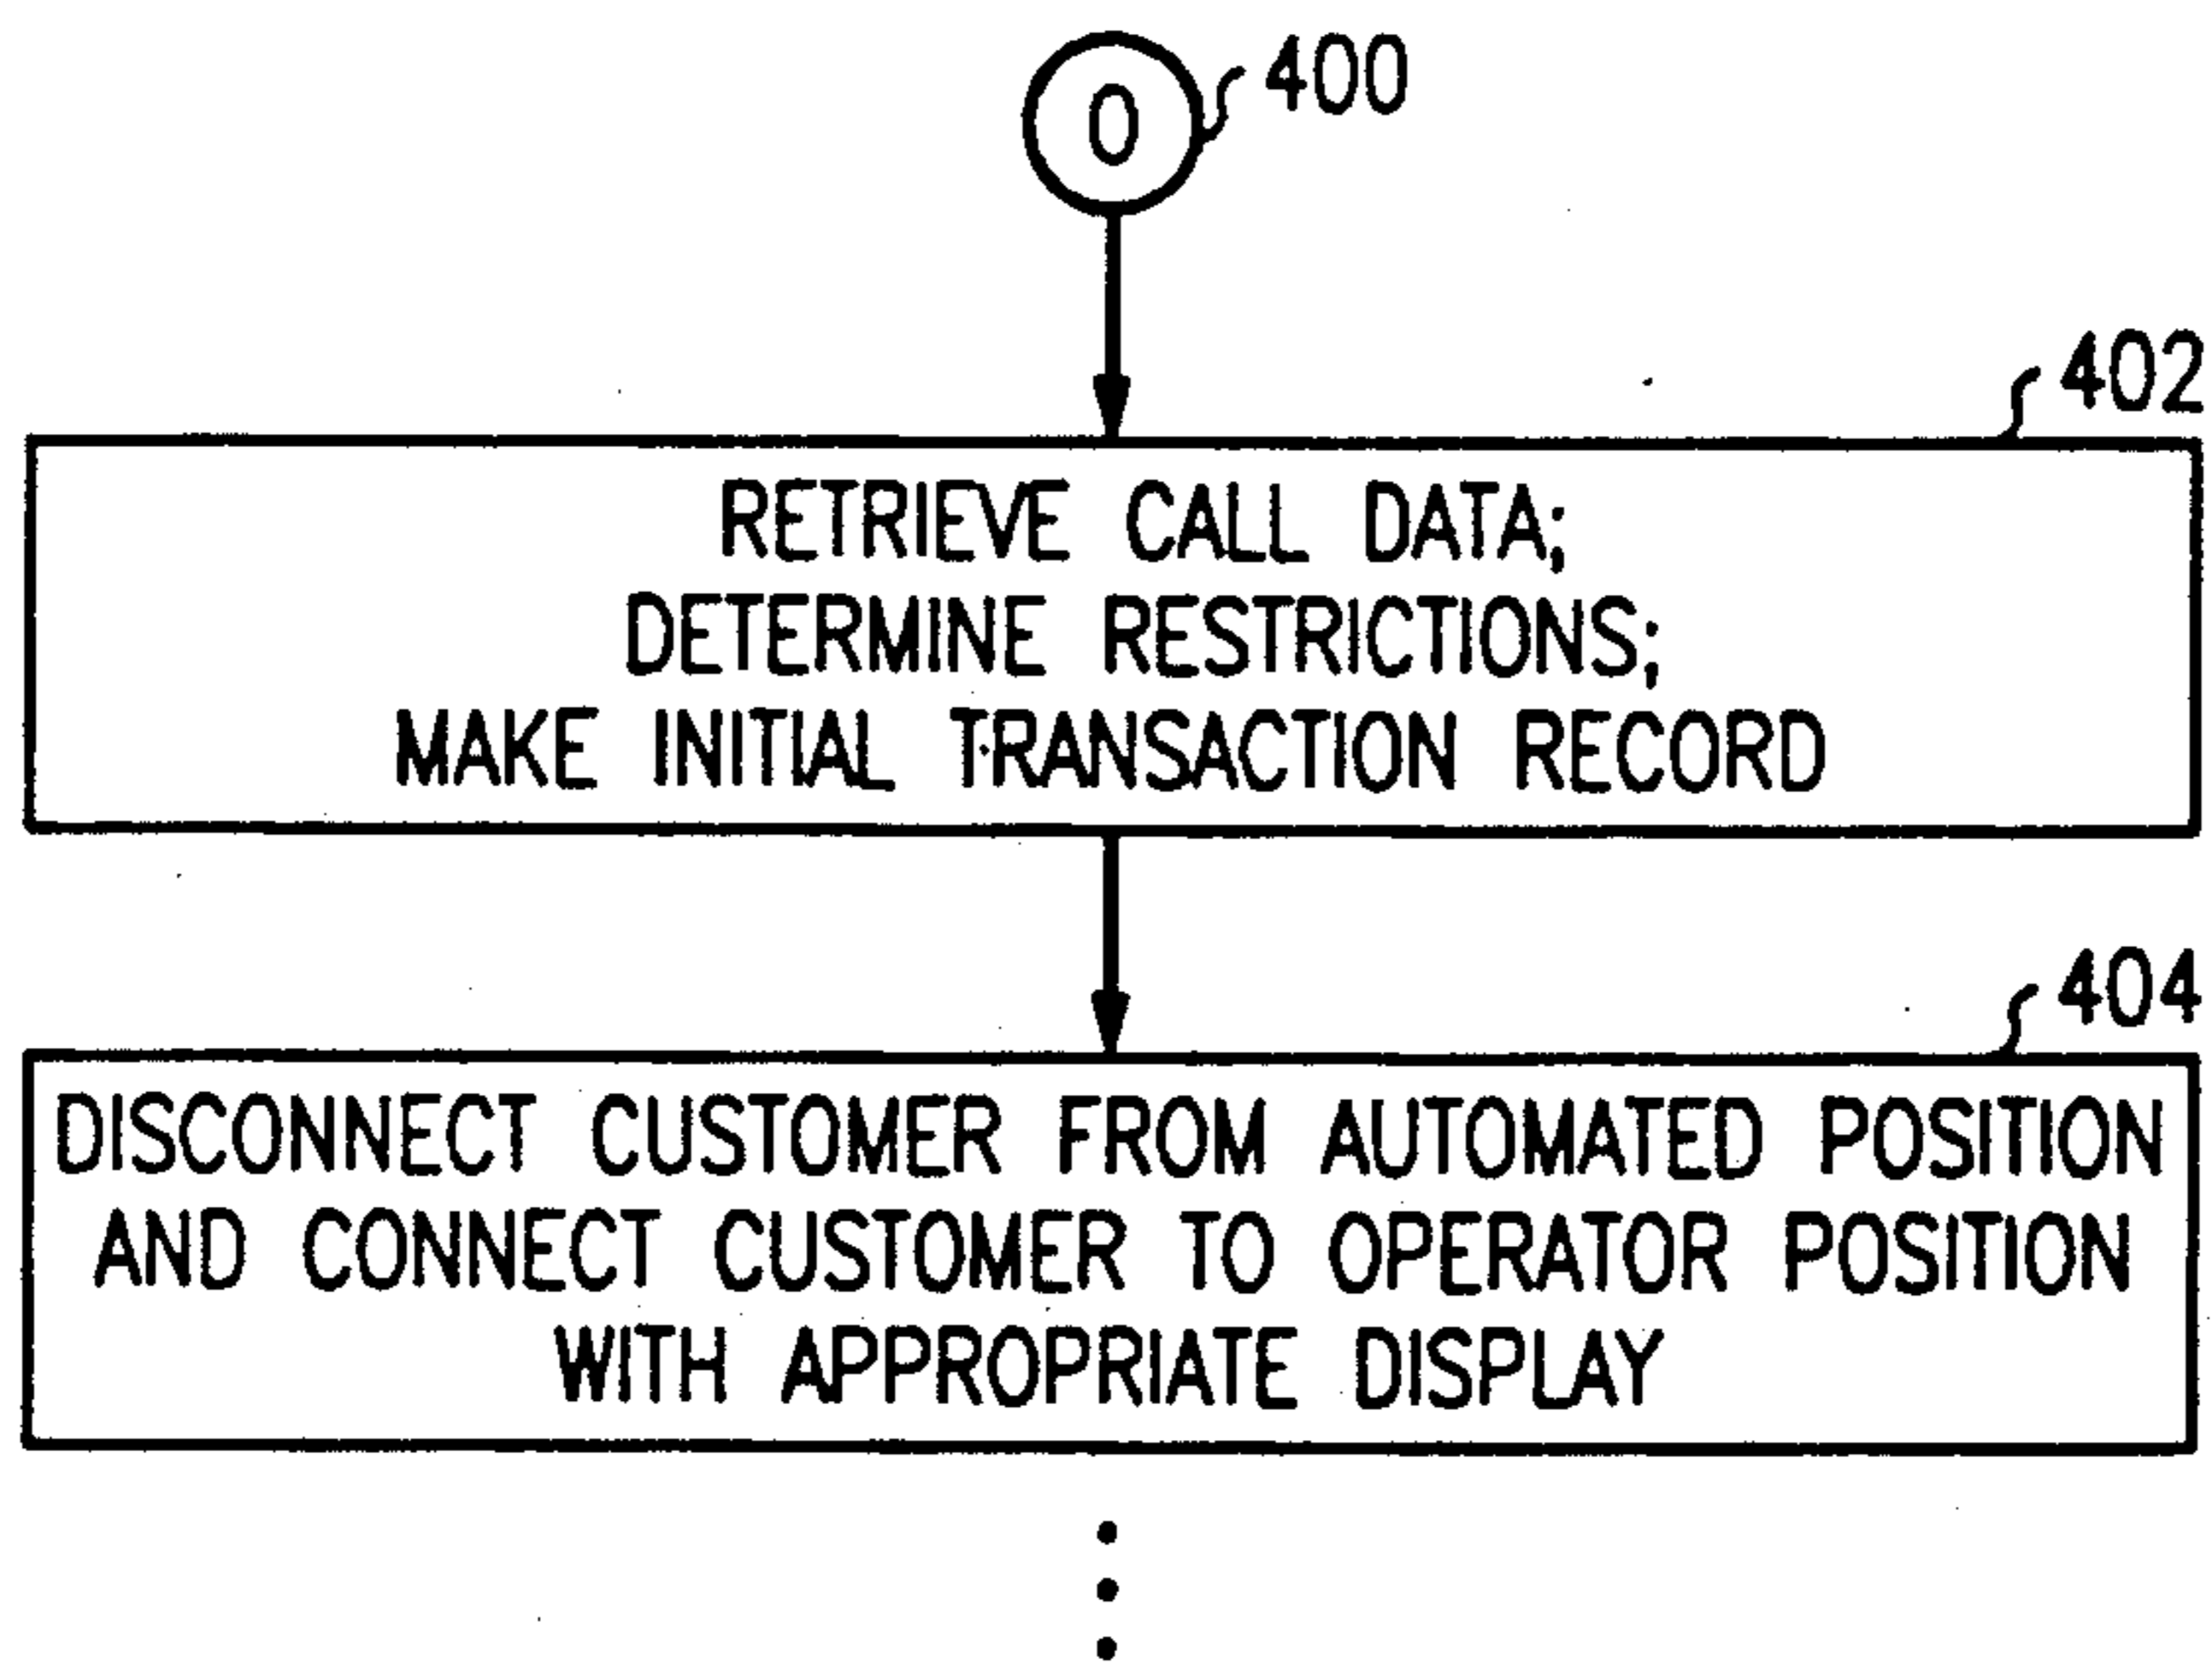 0
400
402
RETRIEVE CALL DATA;
DETERMINE RESTRICTIONS;
MAKE INITIAL TRANSACTION RECORD
404
DISCONNECT CUSTOMER FROM AUTOMATED POSITION
AND CONNECT CUSTOMER TO OPERATOR POSITION
WITH APPROPRIATE DISPLAY